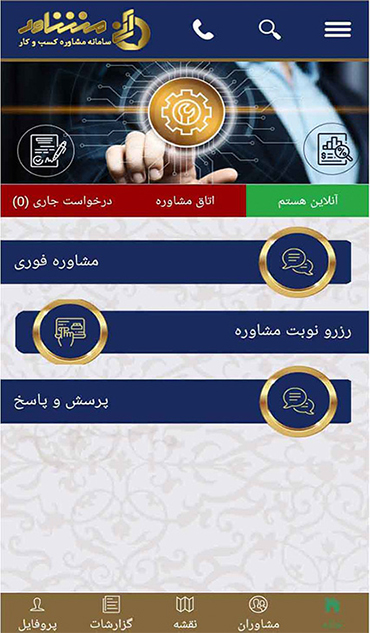 سامانه مشاوره کسب و کار
آنلاین هستم
اتاق مشاوره
درخواست جاری (0)
مشاوره فوری
رزرو نوبت مشاوره
پرسش و پاسخ
خانه
مشاوران
نقشه
گزارشات
پروفایل